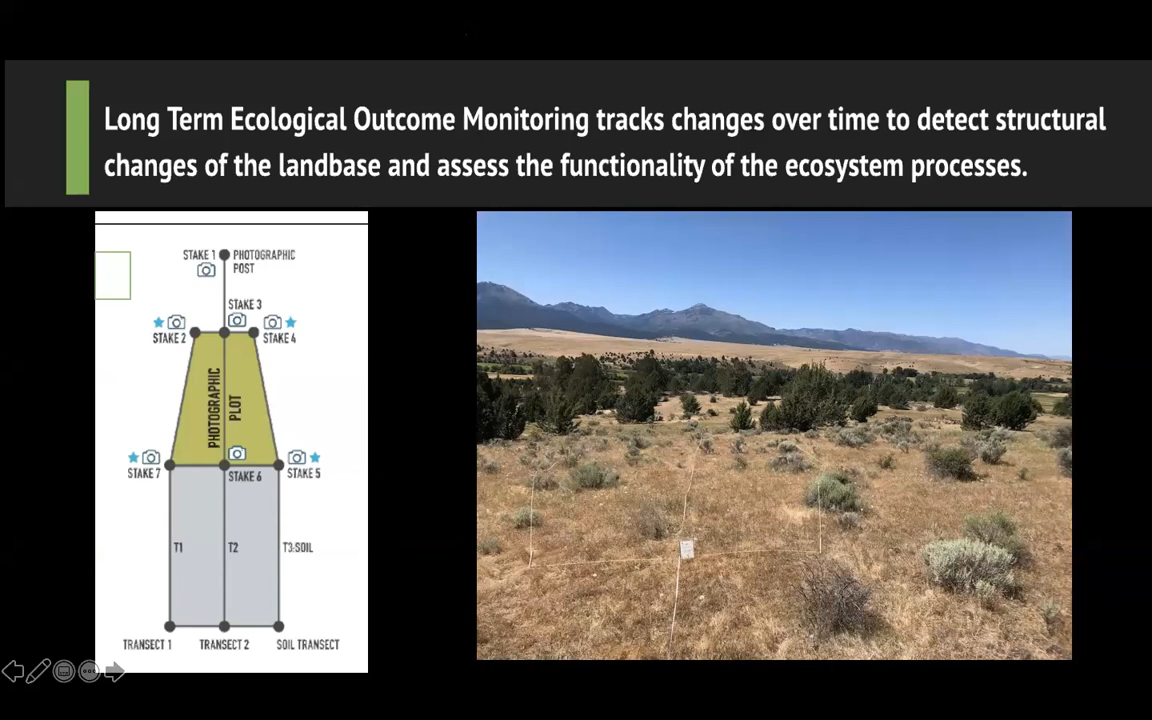 Long Term Ecological Outcome Monitoring tracks changes over time to detect structural
changes of the landbase and assess the functionality of the ecosystem processes.
STAKE 1
PHOTOGRAPHIC
POST
STAKE 3
STAKE 2
STAKE 4
PHOTOGRAPHIC
PLOT
STAKE 7
STAKE 6
STAKE 5
T1
T2
T3:SOIL
TRANSECT 1
TRANSECT 2
SOIL TRANSECT